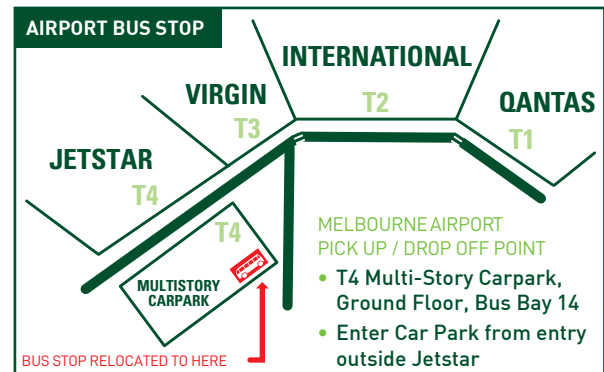 AIRPORT BUS STOP
INTERNATIONAL
T2
VIRGIN
T3
QANTAS
T1
JETSTAR
T4
T4
MULTISTORY
CARPARK
BUS STOP RELOCATED TO HERE
MELBOURNE AIRPORT
PICK UP / DROP OFF POINT
• T4 Multi-Story Carpark,
Ground Floor, Bus Bay 14
• Enter Car Park from entry
outside Jetstar